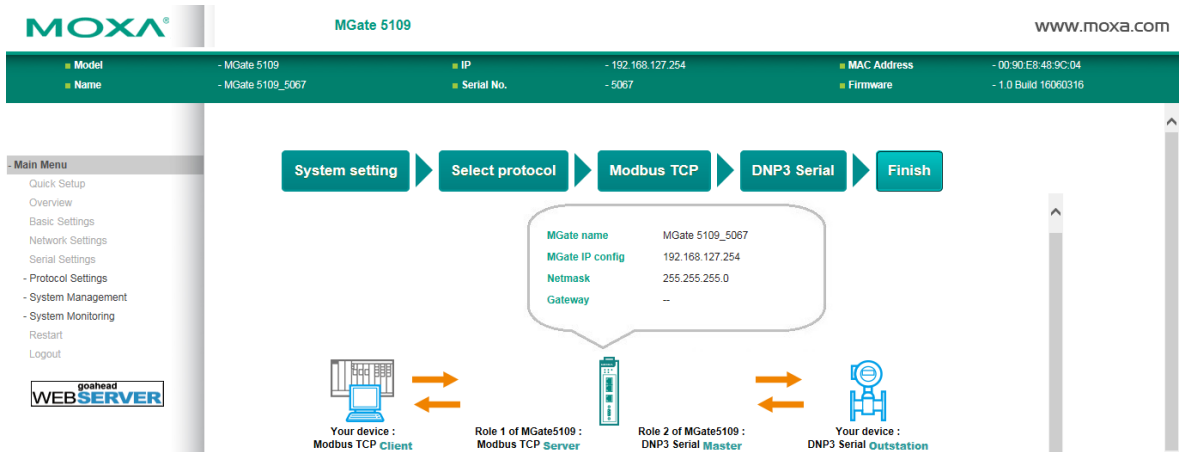 MOXA®
MGate 5109
www.moxa.com
Model - MGate 5109 IP - 192.168.127.254 MAC Address - 00:90:E8:48:9C:04
Name - MGate 5109_5067 Serial No. - 5067 Firmware - 1.0 Build 16060316
- Main Menu
Quick Setup
Overview
Basic Settings
Network Settings
Serial Settings
- Protocol Settings
- System Management
- System Monitoring
Restart
Logout
goahead
WEBSERVER
System setting Select protocol Modbus TCP DNP3 Serial Finish
MGate name MGate 5109_5067
MGate IP config 192.168.127.254
Netmask 255.255.255.0
Gateway --
Your device : Role 1 of MGate5109 : Role 2 of MGate5109 : Your device :
Modbus TCP Client Modbus TCP Server DNP3 Serial Master DNP3 Serial Outstation